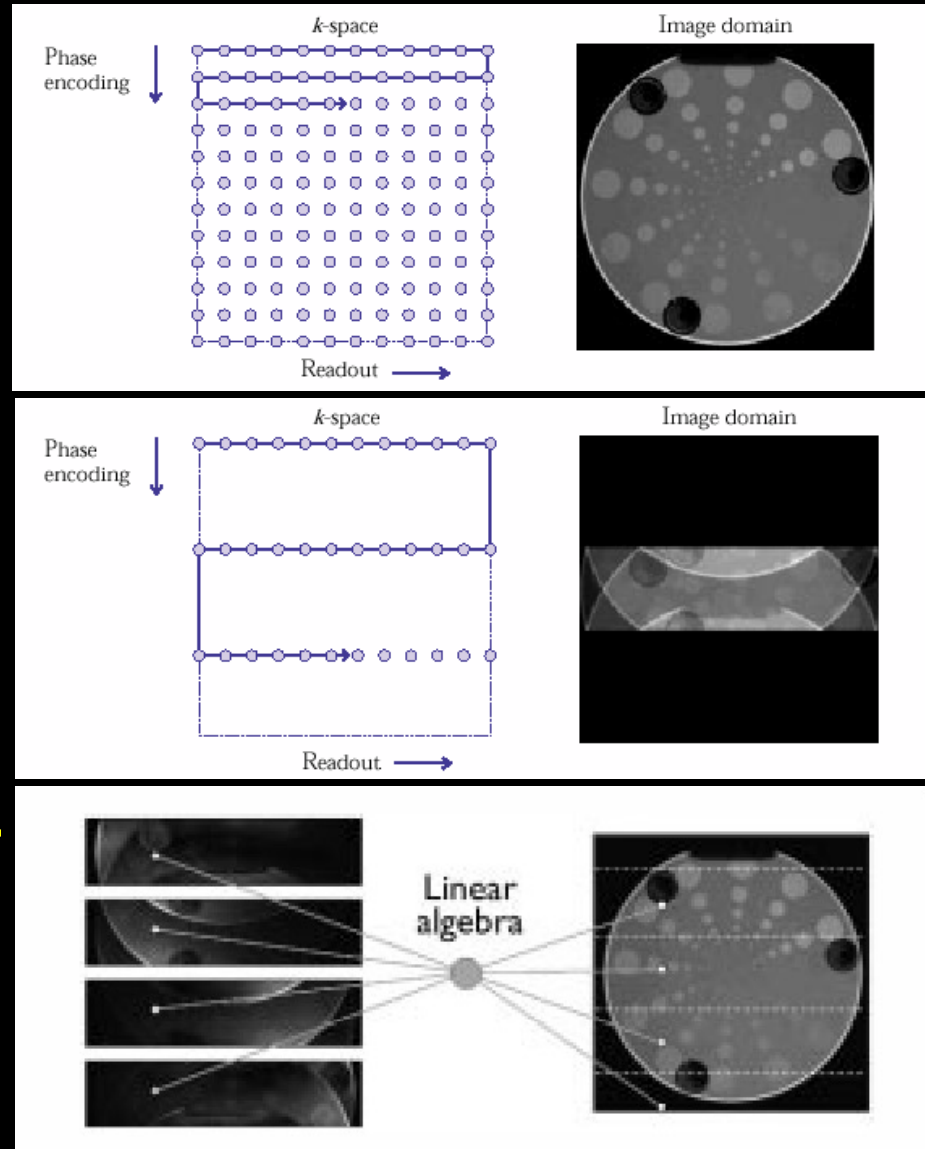 k-space
Image domain
Phase
encoding
Readout
k-space
Image domain
Phase
encoding
Readout
Linear
algebra